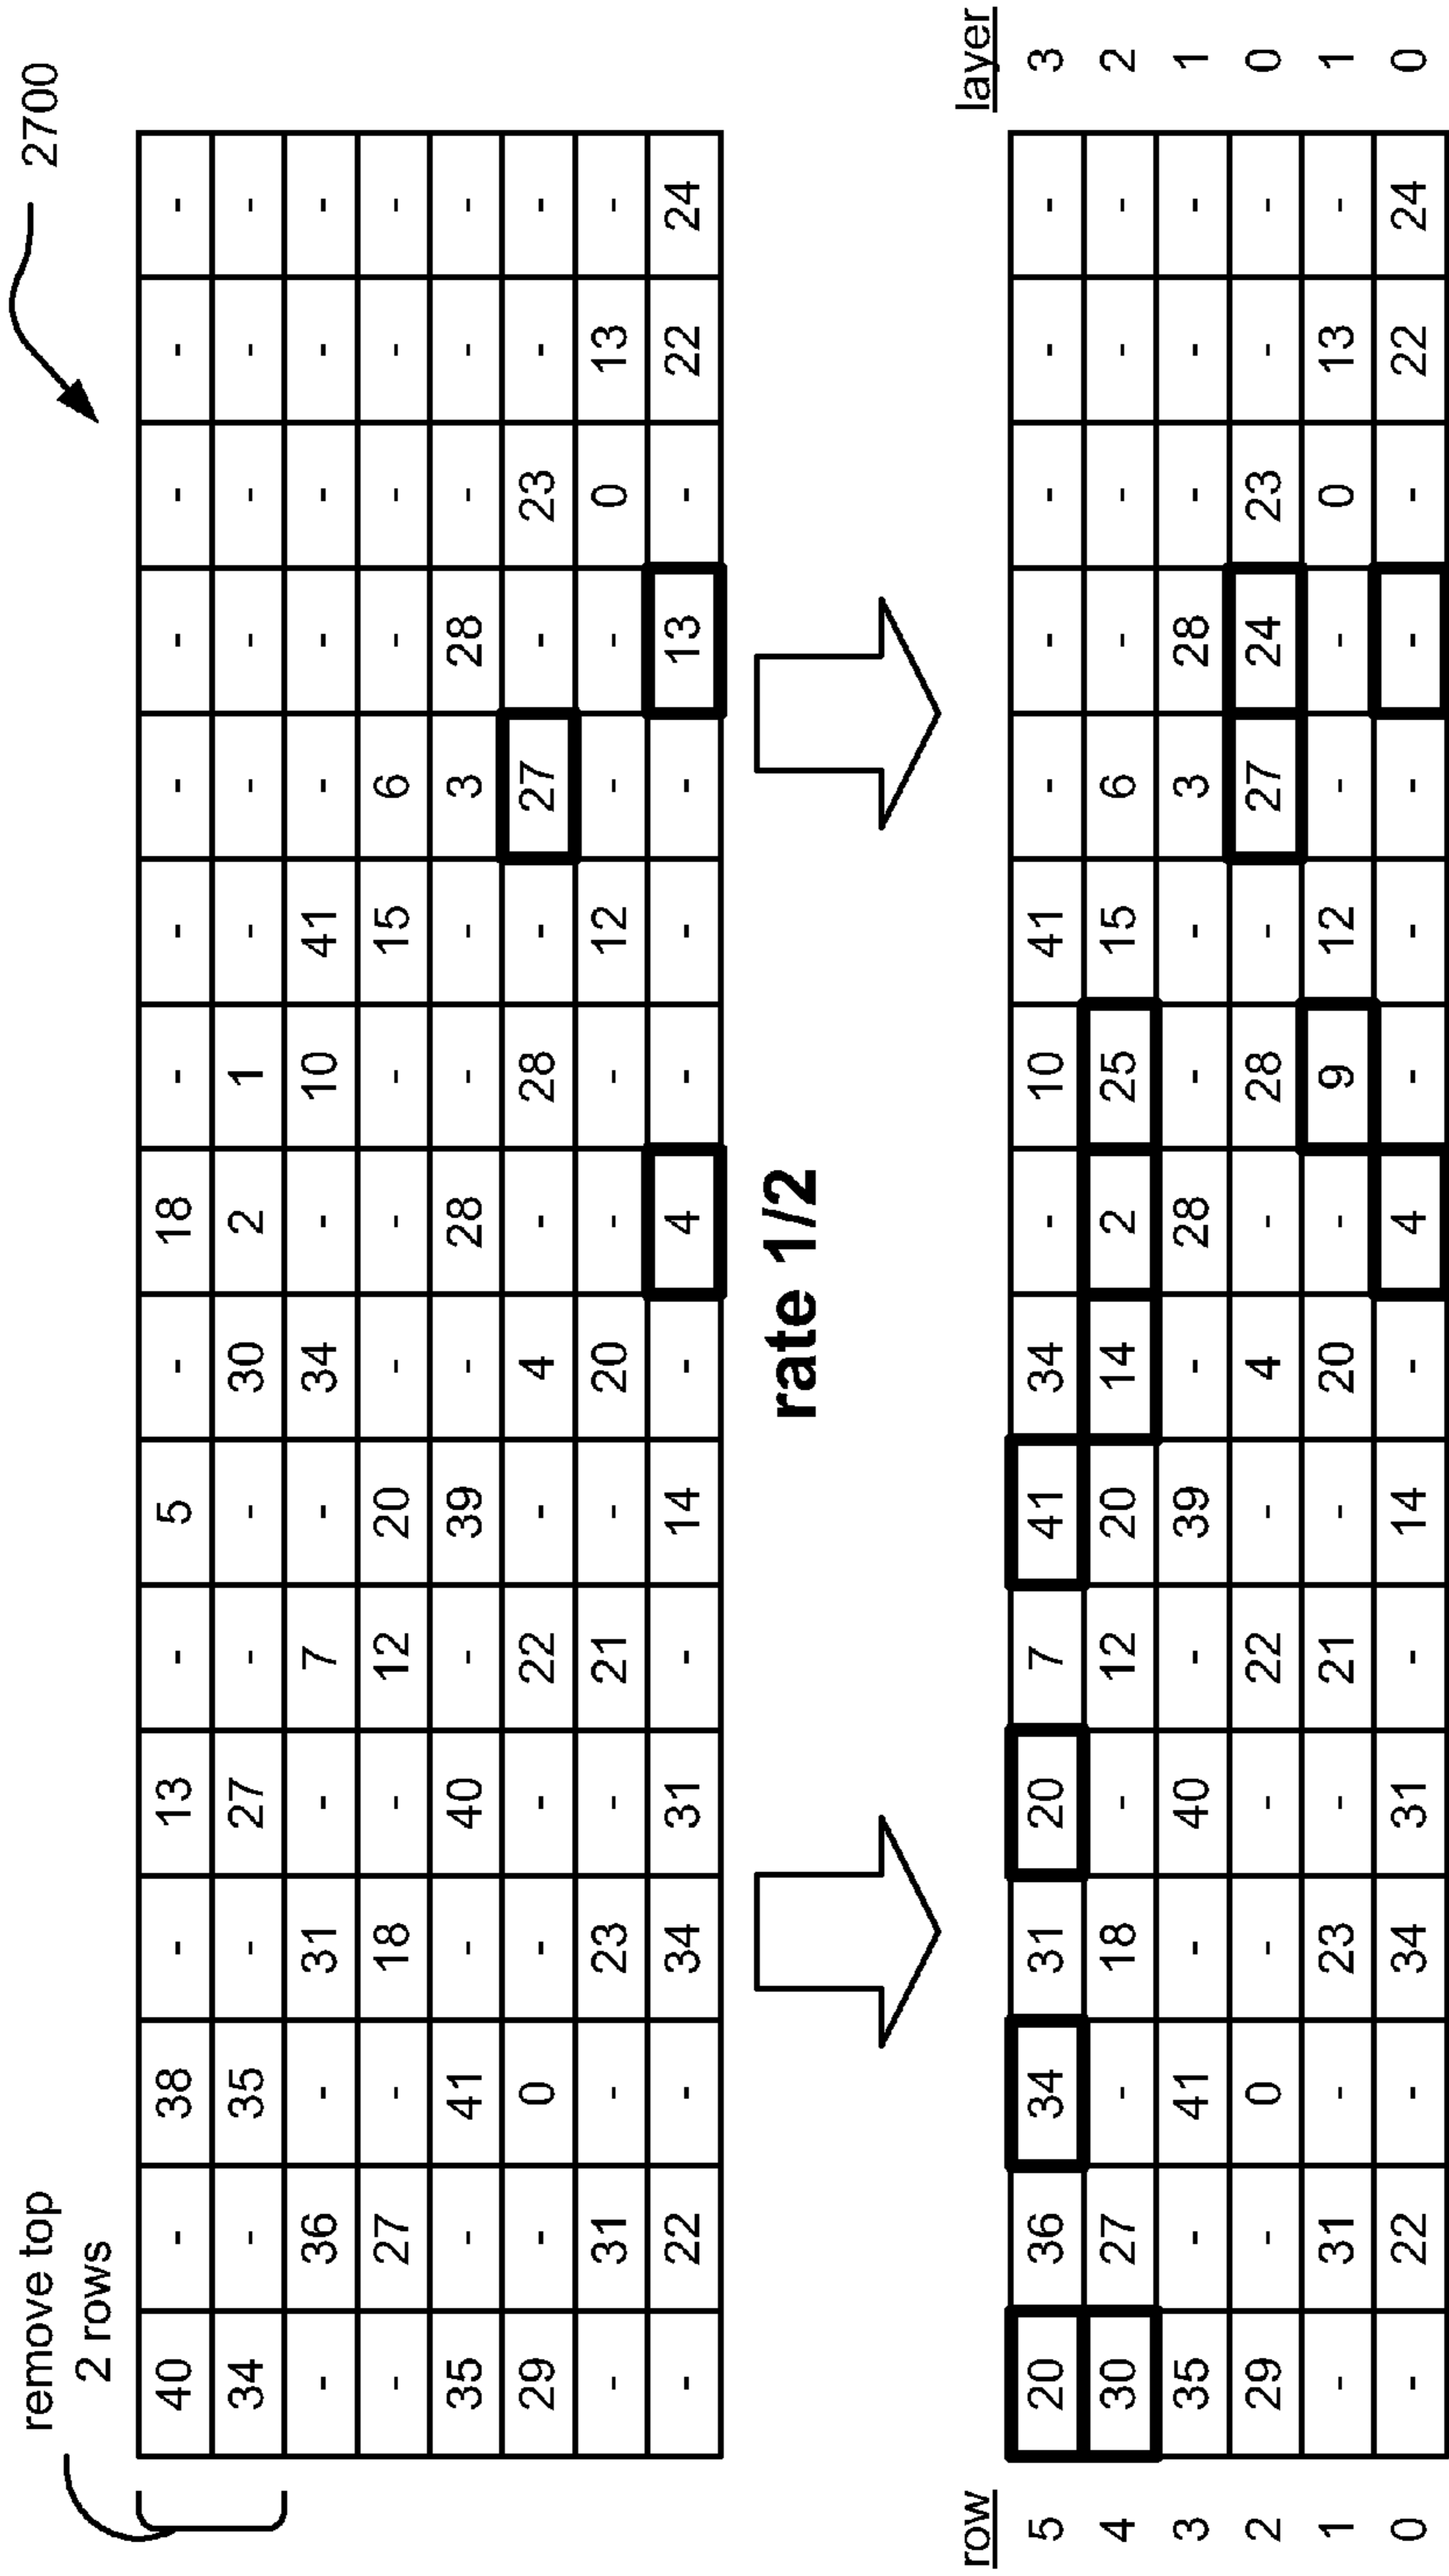 remove top
2 rows
2700
40 - 38 - 13 - 5 - 18 - - - - - - -
34 - 35 - 27 - - 30 2 1 - - - - - -
- 36 - 31 - 7 - 34 - 10 41 - - - - -
- 27 - 18 - 12 20 - - - 15 6 - - - -
35 - 41 - 40 - 39 - 28 - - 3 28 - - -
29 - 0 - - 22 - 4 - 28 - 27 - 23 - -
- 31 - 23 - 21 - 20 - - 12 - - 0 13 -
- 22 - 34 31 - 14 - 4 - - - 13 - 22 24
rate 1/2
row layer
5 20 36 34 31 20 7 41 34 - 10 41 - - - - - 3
4 30 27 - 18 - 12 20 14 2 25 15 6 - - - - 2
3 35 - 41 - 40 - 39 - 28 - - 3 28 - - - 1
2 29 - 0 - - 22 - 4 - 28 - 27 24 23 - - 0
1 - 31 - 23 - 21 - 20 - 9 12 - - 0 13 - 1
0 - 22 - 34 31 - 14 - 4 - - - - - 22 24 0